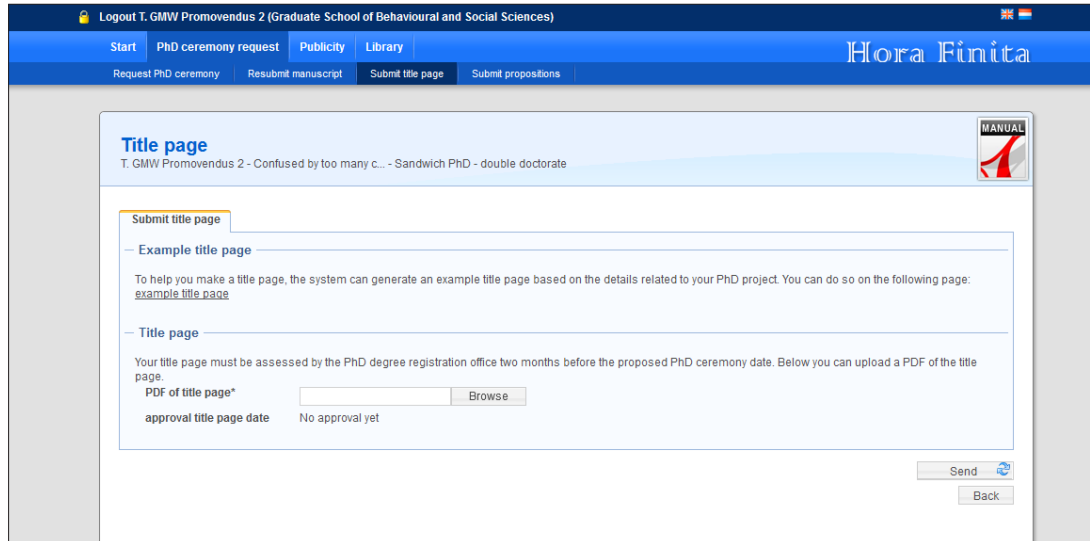 Logout T. GMW Promovendus 2 (Graduate School of Behavioural and Social Sciences)
Start PhD ceremony request Publicity Library
Hora Finita
Request PhD ceremony Resubmit manuscript Submit title page Submit propositions
MANUAL
Title page
T. GMW Promovendus 2 - Confused by too many c... - Sandwich PhD - double doctorate
Submit title page
Example title page
To help you make a title page, the system can generate an example title page based on the details related to your PhD project. You can do so on the following page:
example title page
Title page
Your title page must be assessed by the PhD degree registration office two months before the proposed PhD ceremony date. Below you can upload a PDF of the title
page.
PDF of title page* Browse
approval title page date No approval yet
Send
Back